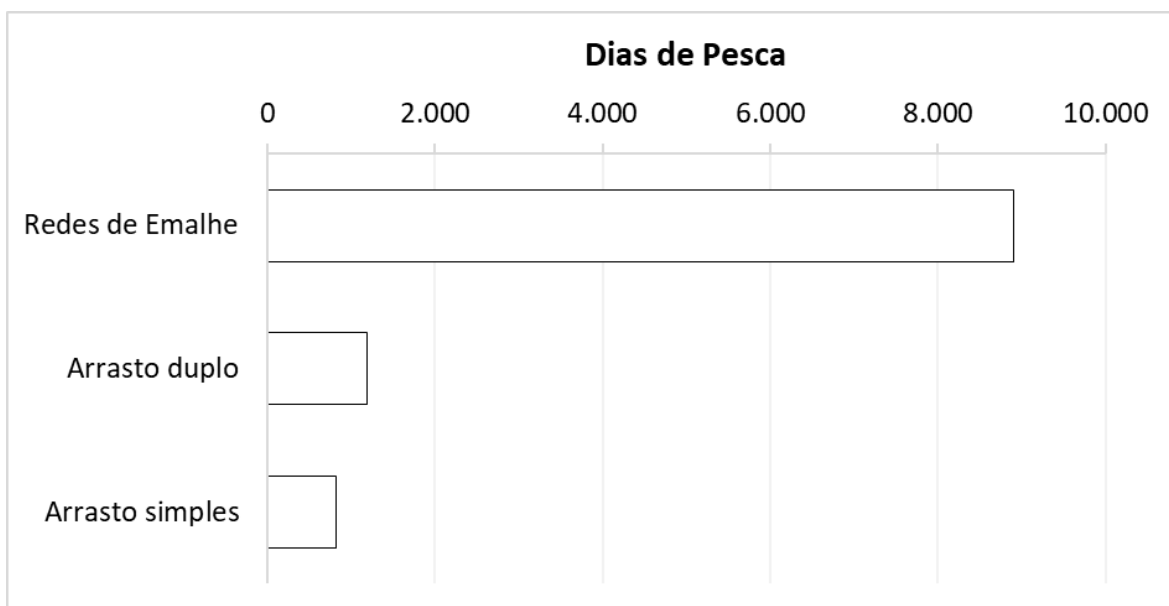 Dias de Pesca
0 2.000 4.000 6.000 8.000 10.000
Redes de Emalhe
Arrasto duplo
Arrasto simples